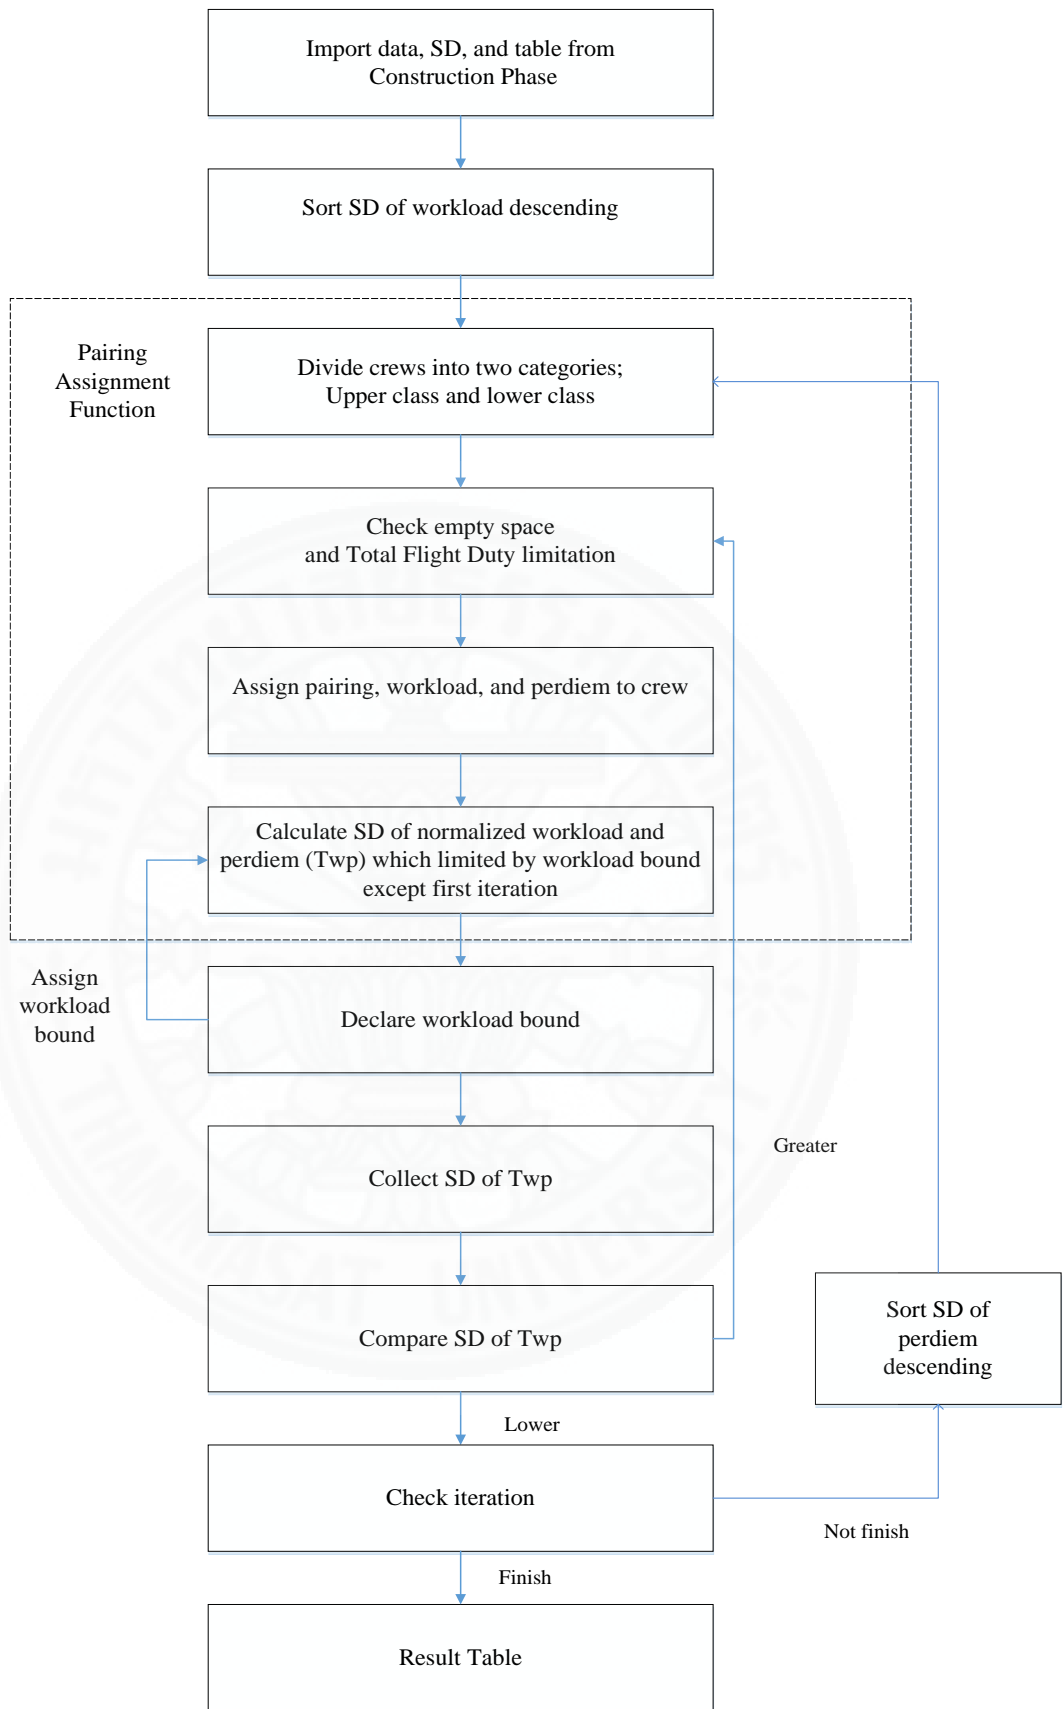 Import data, SD, and table from
Construction Phase
Sort SD of workload descending
Pairing
Assignment
Function
Divide crews into two categories;
Upper class and lower class
Check empty space
and Total Flight Duty limitation
Assign pairing, workload, and perdiem to crew
Calculate SD of normalized workload and
perdiem (Twp) which limited by workload bound
except first iteration
Assign
workload
bound
Declare workload bound
Greater
Collect SD of Twp
Compare SD of Twp
Sort SD of
perdiem
descending
Lower
Check iteration
Not finish
Finish
Result Table
THAMMASAT UNIVERSITY